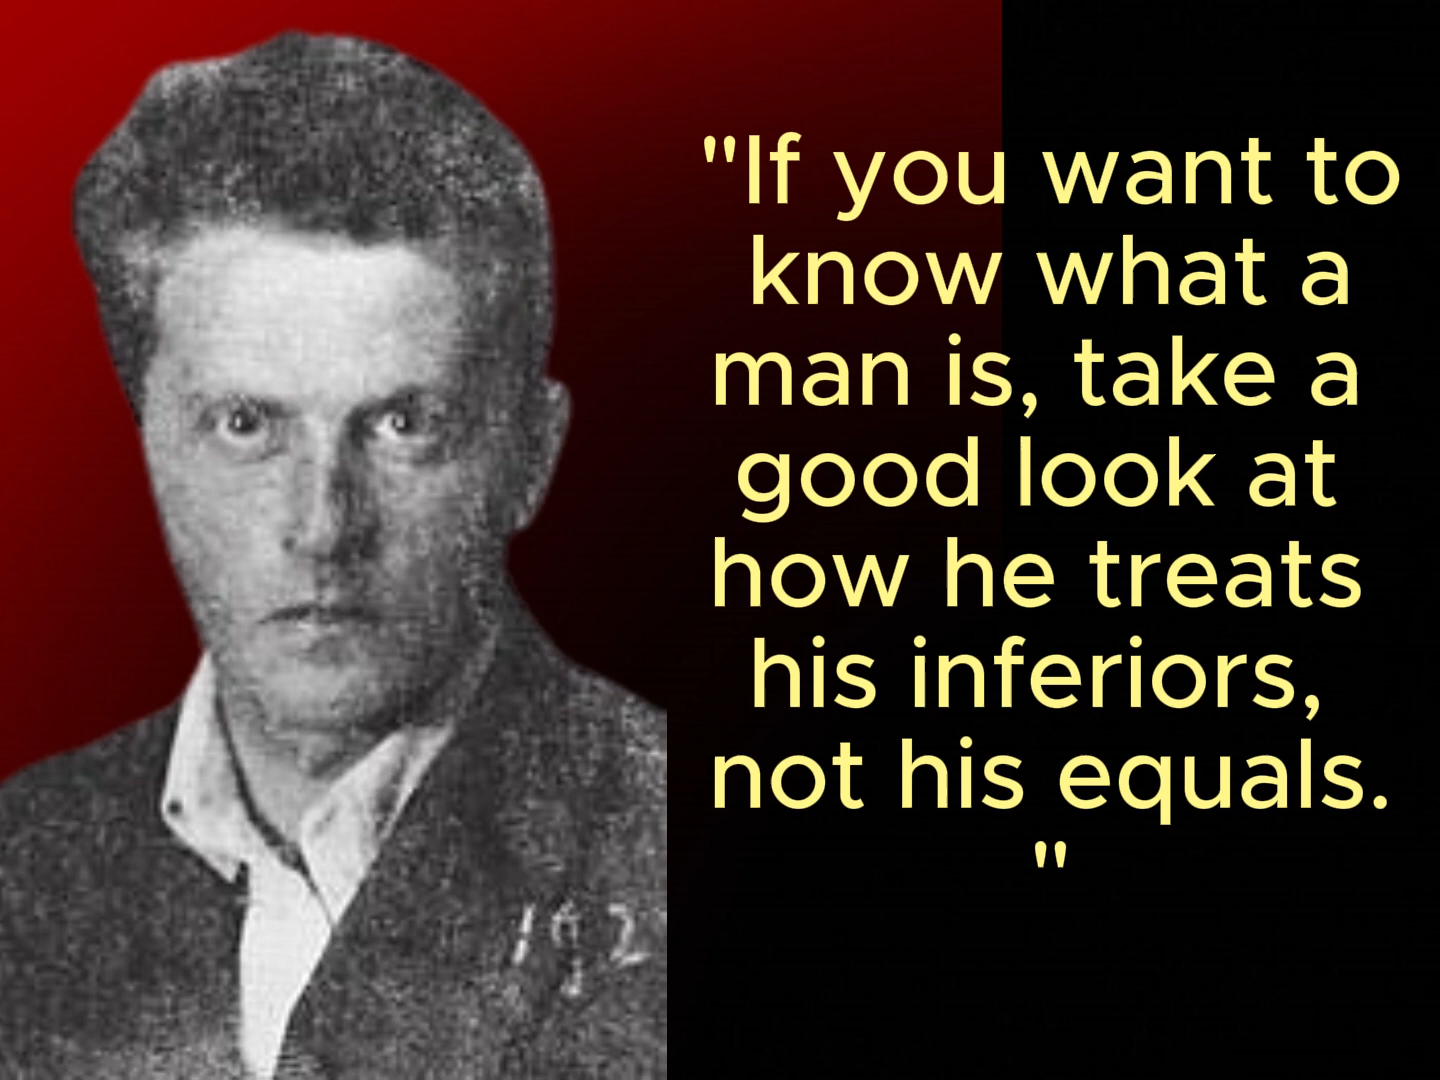 "If you want to
know what a
man is, take a
good look at
how he treats
his inferiors,
not his equals.
"
192